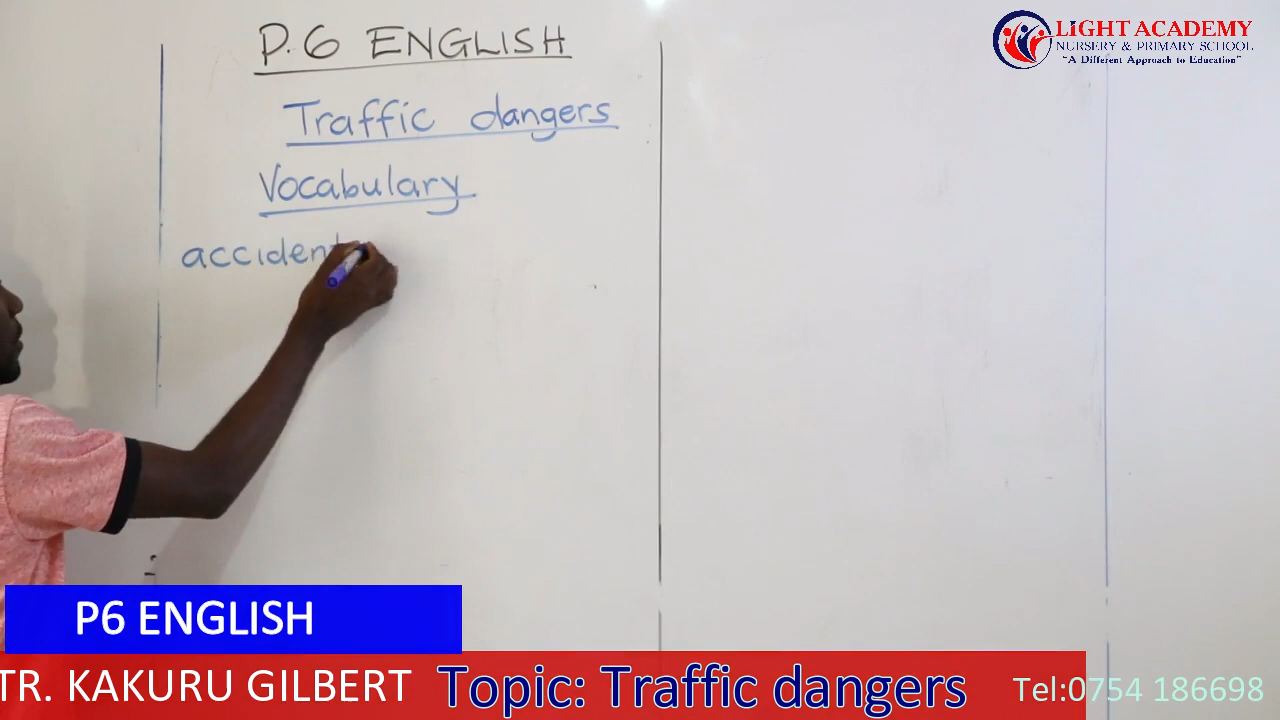 P.6 ENGLISH
Traffic dangers
Vocabulary
accident
LIGHT ACADEMY
NURSERY & PRIMARY SCHOOL
"A Different Approach to Education"
P6 ENGLISH
TR. KAKURU GILBERT
Topic: Traffic dangers
Tel:0754 186698